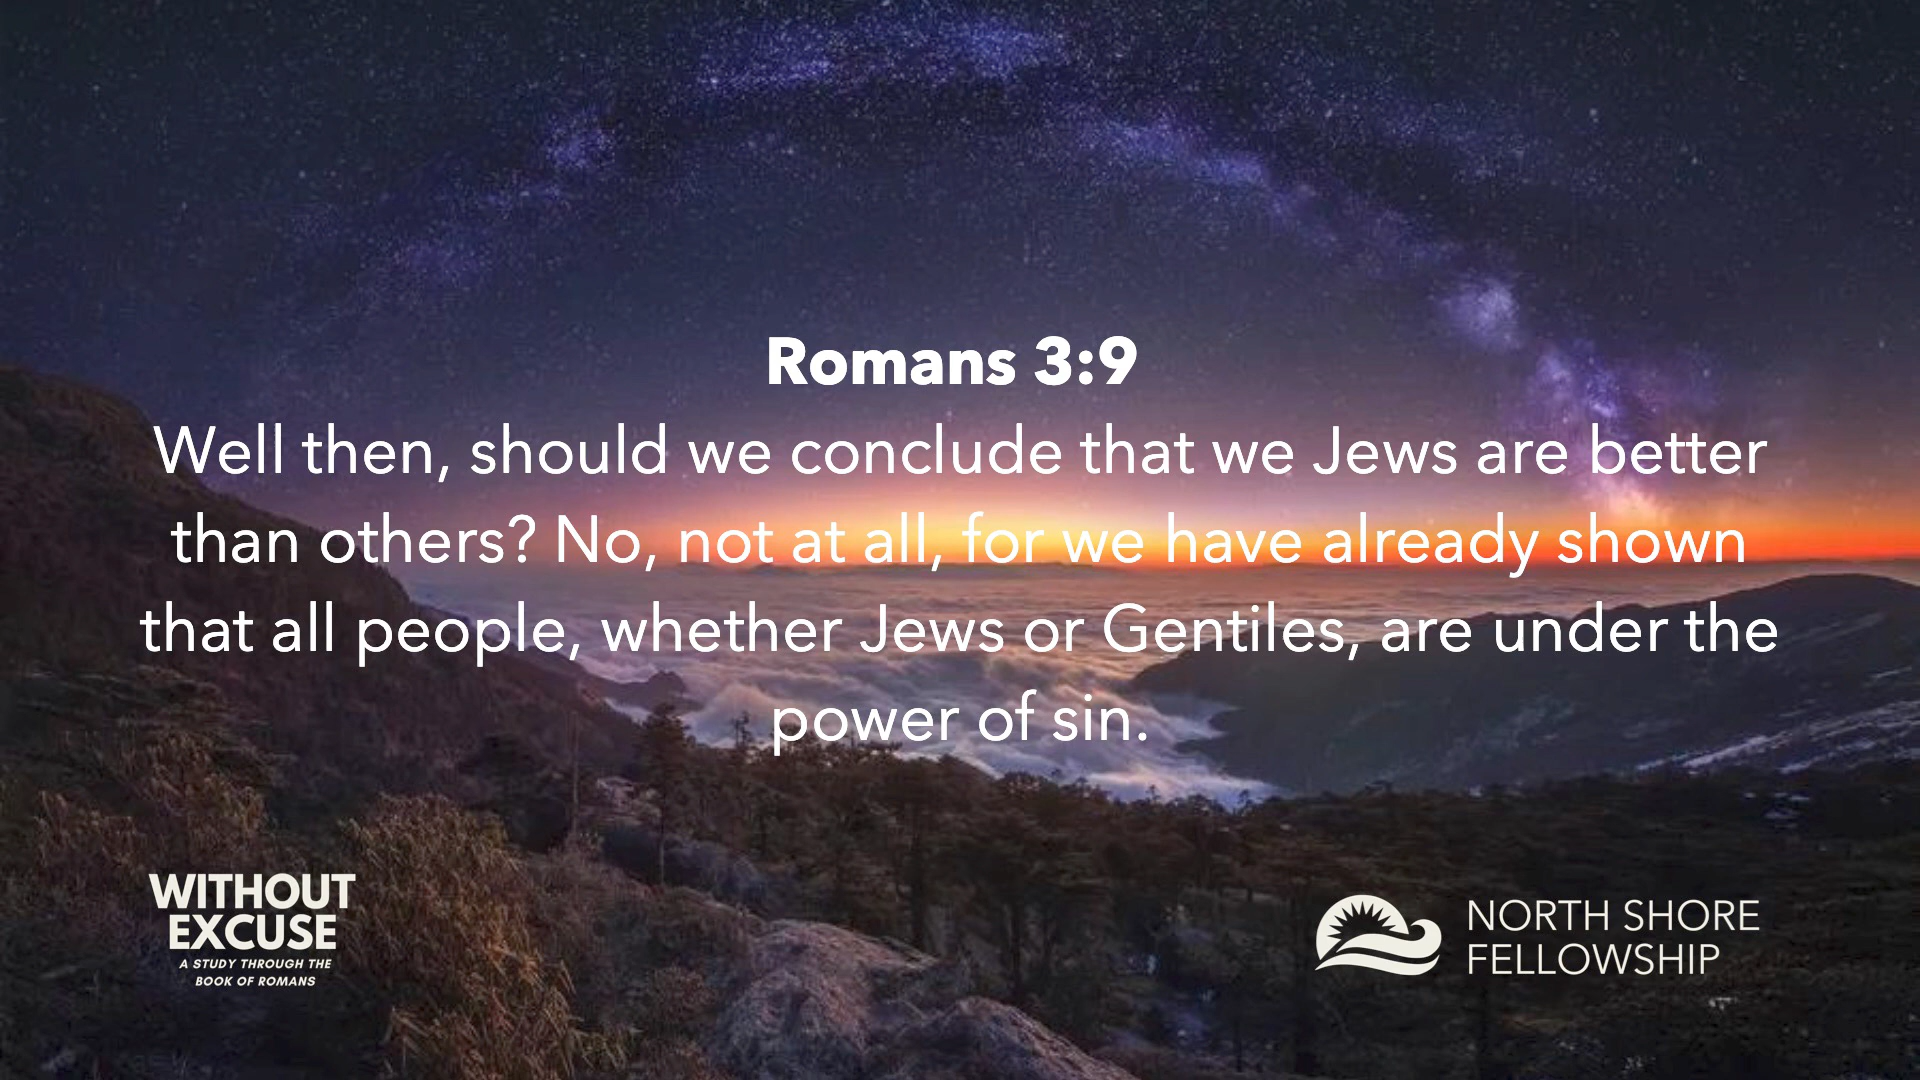 Romans 3:9
Well then, should we conclude that we Jews are better
than others? No, not at all, for we have already shown
that all people, whether Jews or Gentiles, are under the
power of sin.
WITHOUT
EXCUSE
A STUDY THROUGH THE
BOOK OF ROMANS
NORTH SHORE
FELLOWSHIP